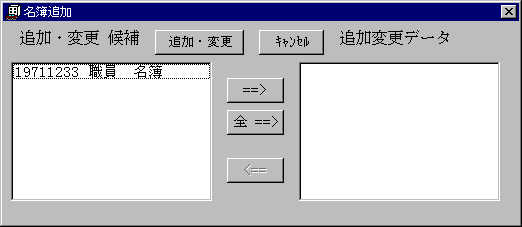 名簿追加
追加・変更 候補
追加・変更
ｷｬﾝｾﾙ
追加変更データ
19711233 職員　名簿
==>
全 ==>
<==